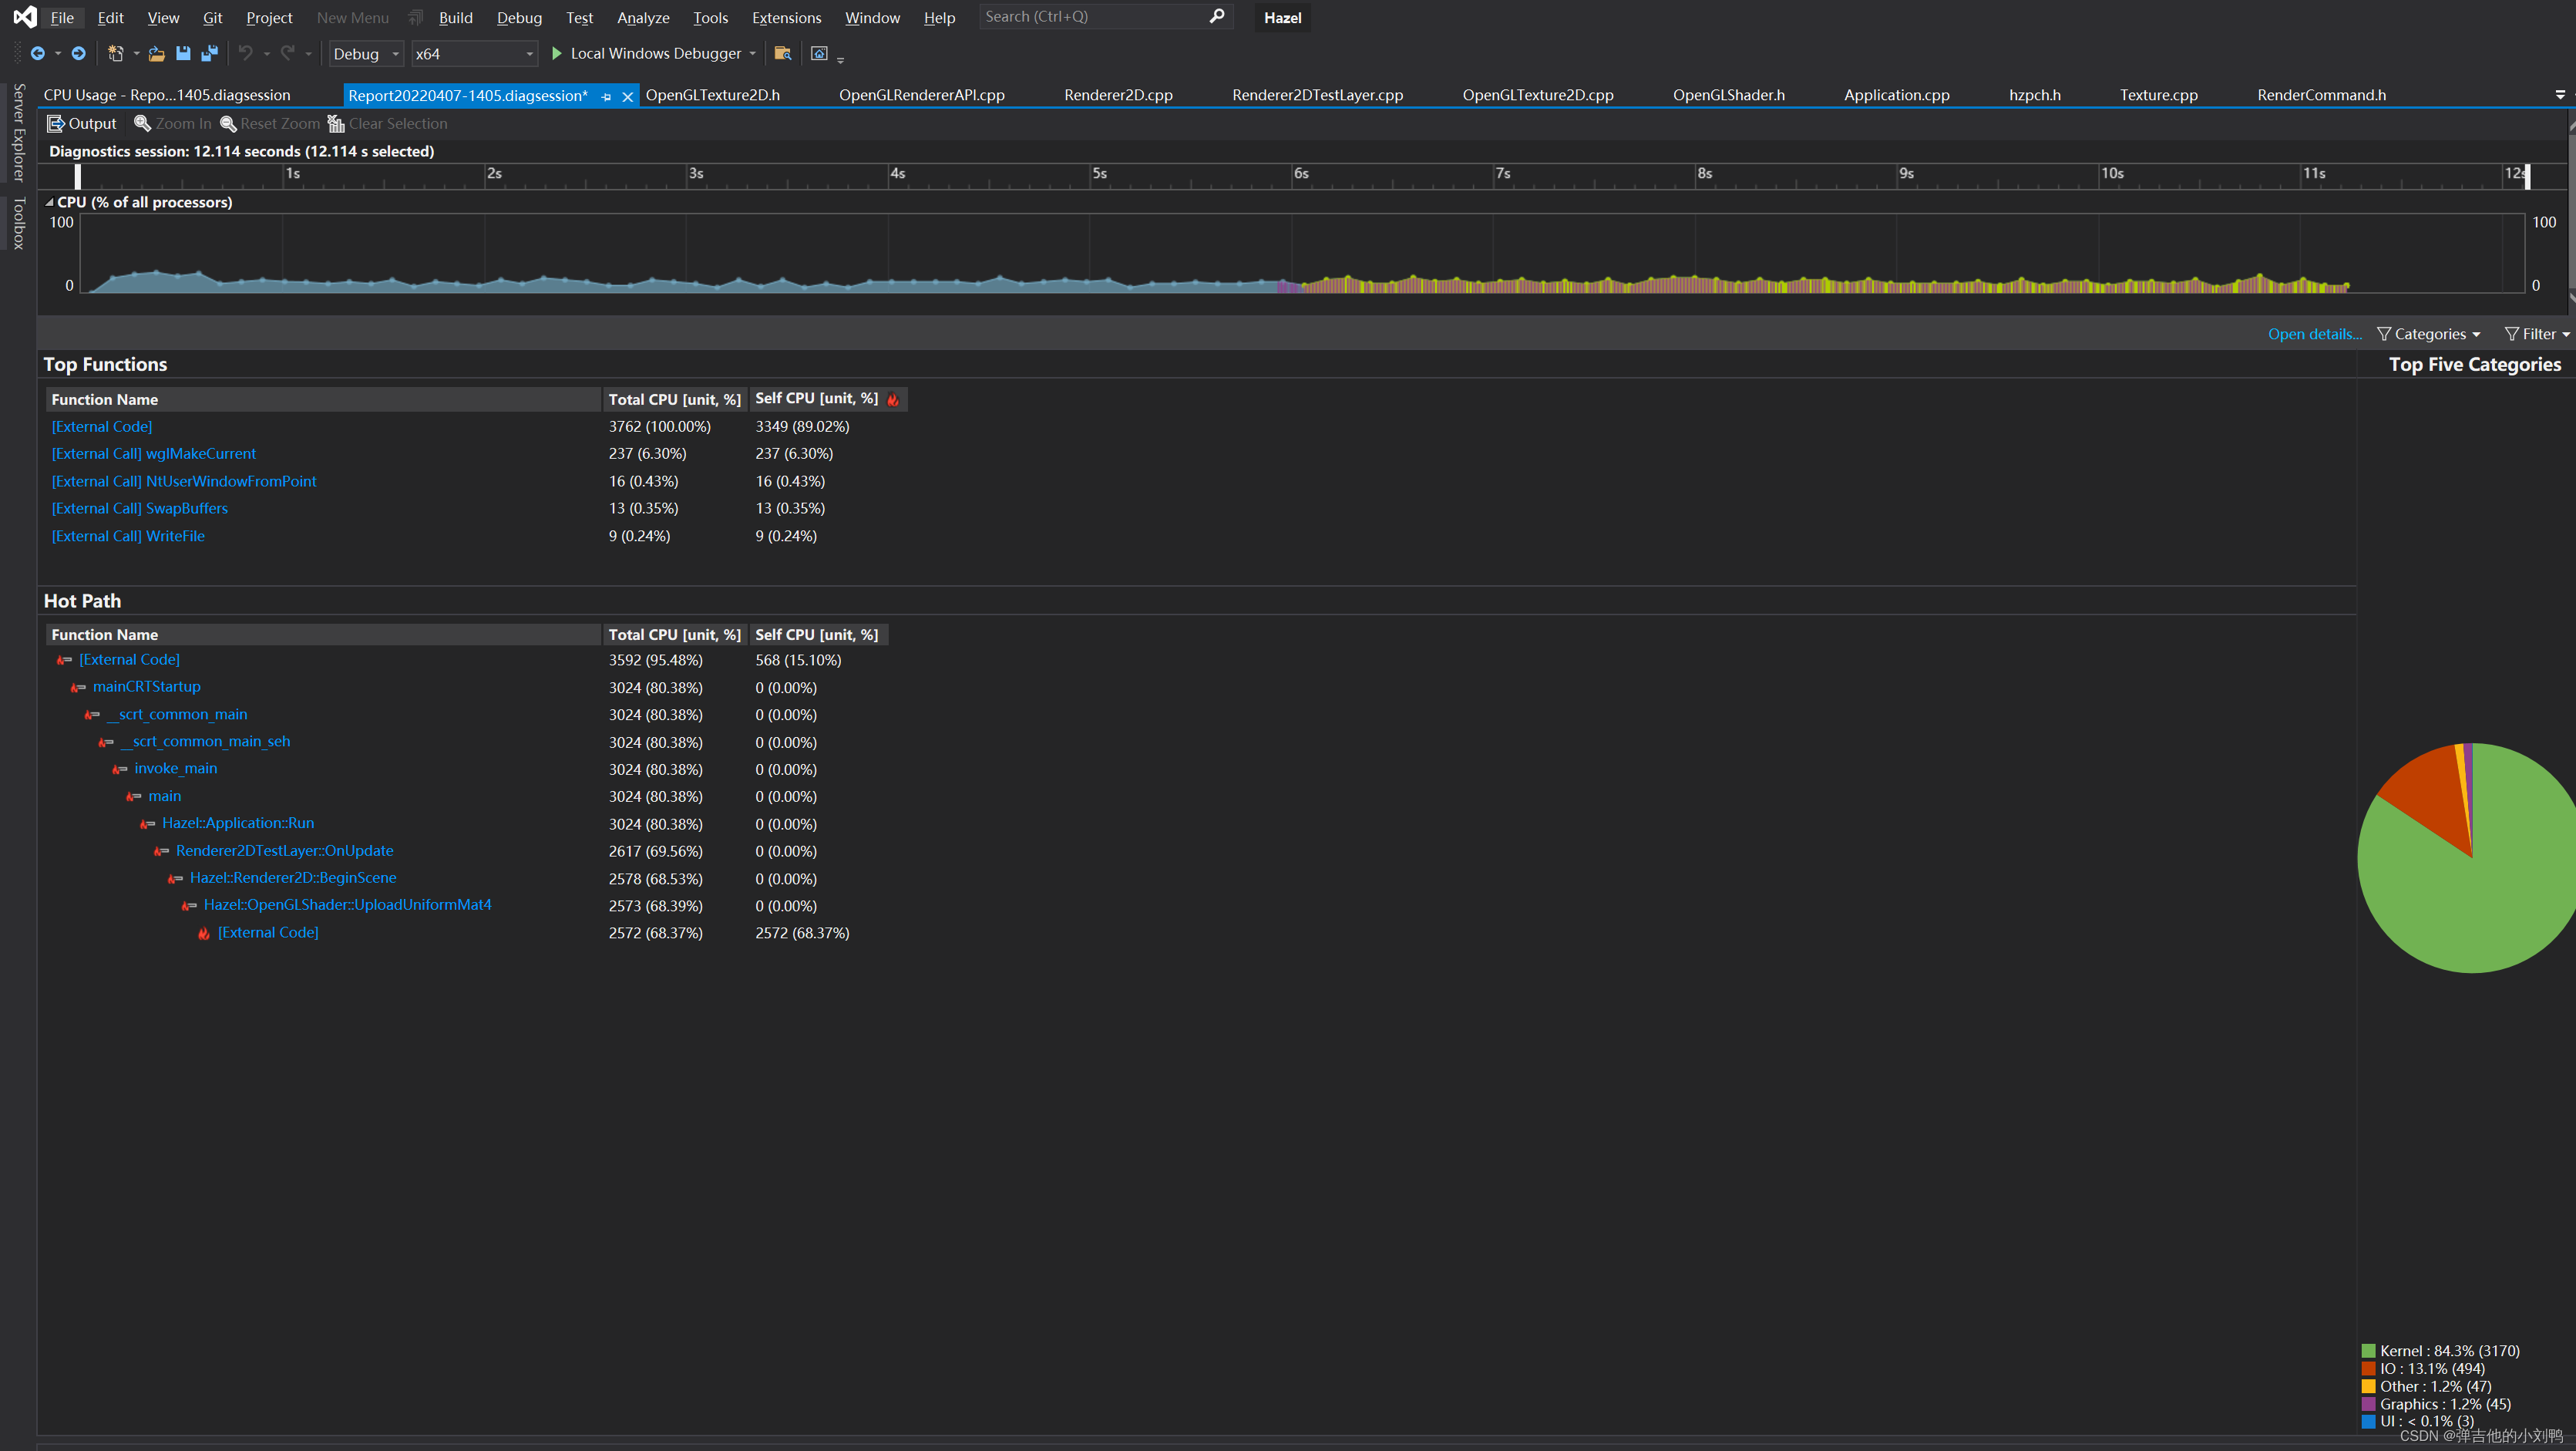 File Edit View Git Project New Menu Build Debug Test Analyze Tools Extensions Window Help Search (Ctrl+Q) Hazel
Debug x64 Local Windows Debugger
Server Explorer
Toolbox
CPU Usage - Repo...1405.diagsession Report20220407-1405.diagsession* OpenGLTexture2D.h OpenGLRendererAPI.cpp Renderer2D.cpp Renderer2DTestLayer.cpp OpenGLTexture2D.cpp OpenGLShader.h Application.cpp hzpch.h Texture.cpp RenderCommand.h
Output Zoom In Reset Zoom Clear Selection
Diagnostics session: 12.114 seconds (12.114 s selected)
1s 2s 3s 4s 5s 6s 7s 8s 9s 10s 11s 12s
CPU (% of all processors)
100 100
0 0
Open details... Categories Filter
Top Functions
Function Name Total CPU [unit, %] Self CPU [unit, %]
[External Code] 3762 (100.00%) 3349 (89.02%)
[External Call] wglMakeCurrent 237 (6.30%) 237 (6.30%)
[External Call] NtUserWindowFromPoint 16 (0.43%) 16 (0.43%)
[External Call] SwapBuffers 13 (0.35%) 13 (0.35%)
[External Call] WriteFile 9 (0.24%) 9 (0.24%)
Hot Path
Function Name Total CPU [unit, %] Self CPU [unit, %]
[External Code] 3592 (95.48%) 568 (15.10%)
mainCRTStartup 3024 (80.38%) 0 (0.00%)
__scrt_common_main 3024 (80.38%) 0 (0.00%)
__scrt_common_main_seh 3024 (80.38%) 0 (0.00%)
invoke_main 3024 (80.38%) 0 (0.00%)
main 3024 (80.38%) 0 (0.00%)
Hazel::Application::Run 3024 (80.38%) 0 (0.00%)
Renderer2DTestLayer::OnUpdate 2617 (69.56%) 0 (0.00%)
Hazel::Renderer2D::BeginScene 2578 (68.53%) 0 (0.00%)
Hazel::OpenGLShader::UploadUniformMat4 2573 (68.39%) 0 (0.00%)
[External Code] 2572 (68.37%) 2572 (68.37%)
Top Five Categories
Kernel : 84.3% (3170)
IO : 13.1% (494)
Other : 1.2% (47)
Graphics : 1.2% (45)
UI : < 0.1% (3)
CSDN @弹吉他的小刘鸭